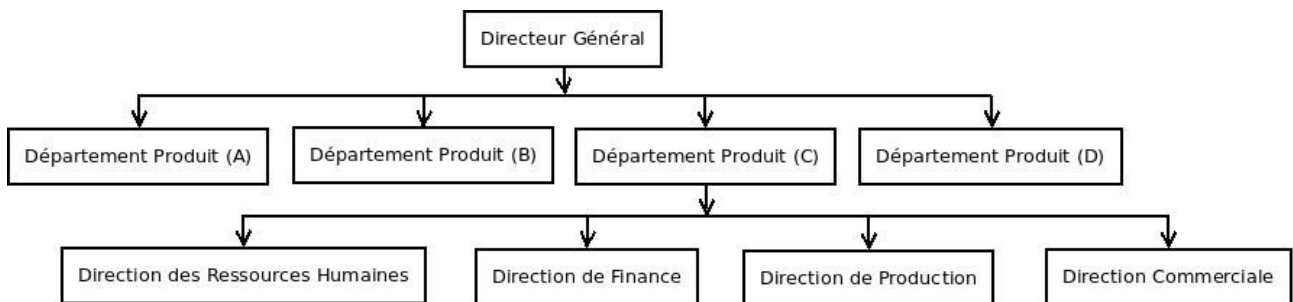 Directeur Général
Département Produit (A)
Département Produit (B)
Département Produit (C)
Département Produit (D)
Direction des Ressources Humaines
Direction de Finance
Direction de Production
Direction Commerciale